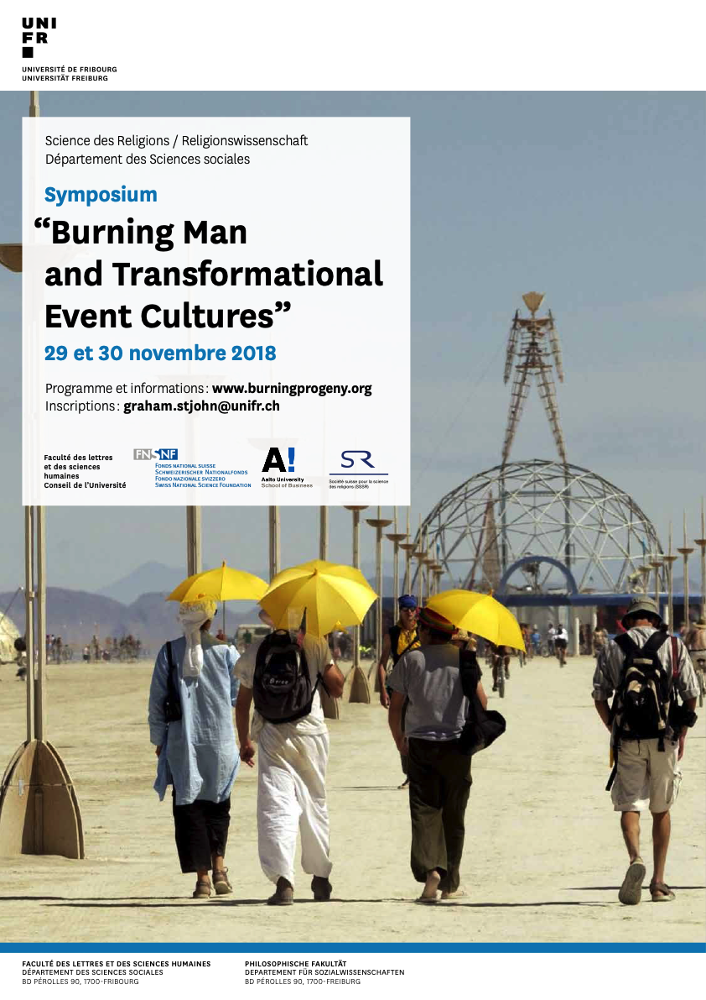 UNI
FR
UNIVERSITÉ DE FRIBOURG
UNIVERSITÄT FREIBURG
Science des Religions / Religionswissenschaft
Département des Sciences sociales
Symposium
“Burning Man
and Transformational
Event Cultures”
29 et 30 novembre 2018
Programme et informations : www.burningprogeny.org
Inscriptions : graham.stjohn@unifr.ch
Faculté des lettres
et des sciences
humaines
Conseil de l’Université
FNSNF
FONDS NATIONAL SUISSE
SCHWEIZERISCHER NATIONALFONDS
FONDO NAZIONALE SVIZZERO
SWISS NATIONAL SCIENCE FOUNDATION
A!
Aalto University
School of Business
SR
Société suisse pour la science
des religions (SSSR)
FACULTÉ DES LETTRES ET DES SCIENCES HUMAINES
DÉPARTEMENT DES SCIENCES SOCIALES
BD PÉROLLES 90, 1700-FRIBOURG
PHILOSOPHISCHE FAKULTÄT
DEPARTEMENT FÜR SOZIALWISSENSCHAFTEN
BD PÉROLLES 90, 1700-FREIBURG